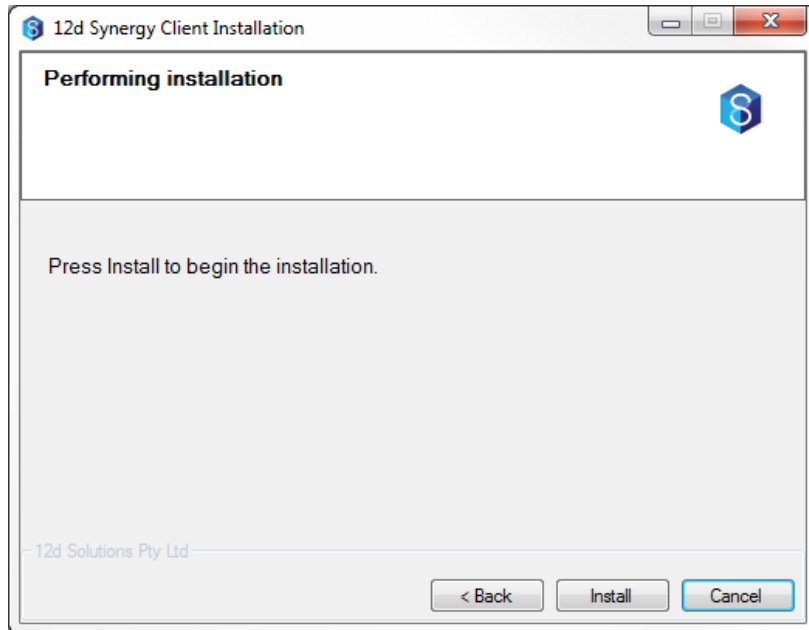 12d Synergy Client Installation
Performing installation
Press Install to begin the installation.
12d Solutions Pty Ltd
< Back Install Cancel